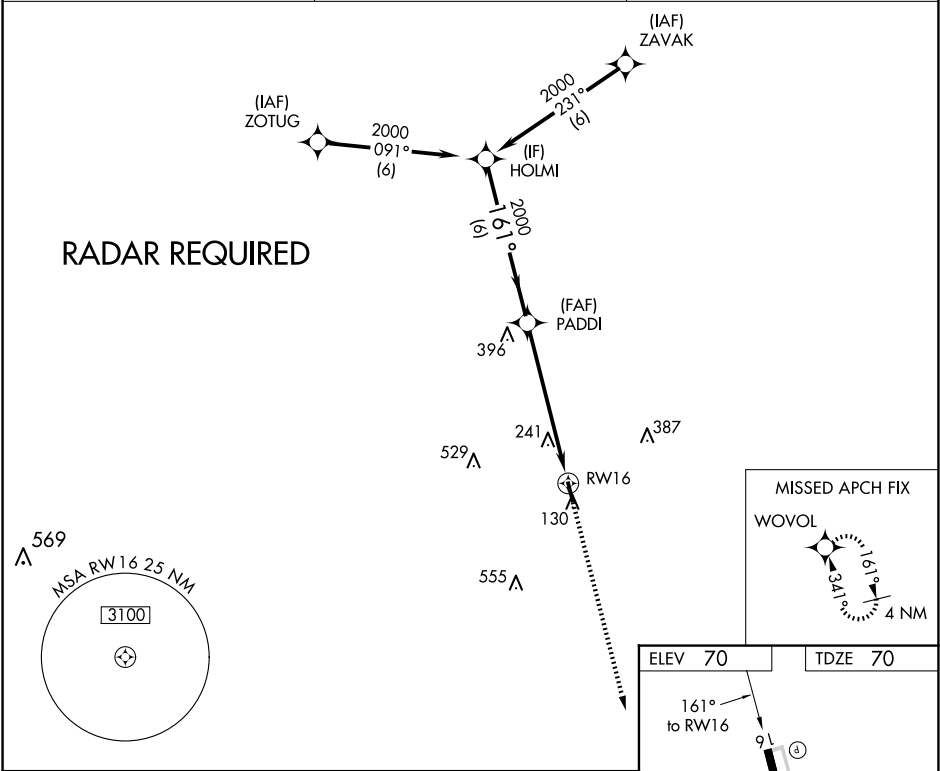 (IAF)
ZAVAK
2000
231°
(6)
(IAF)
ZOTUG
2000
091°
(6)
(IF)
HOLMI
2000
161°
(6)
RADAR REQUIRED
(FAF)
PADDI
396
241
387
529
RW16
130
MISSED APCH FIX
WOVOL
161°
341°
4 NM
569
MSA RW16 25 NM
3100
555
ELEV 70
TDZE 70
161°
to RW16
16
P